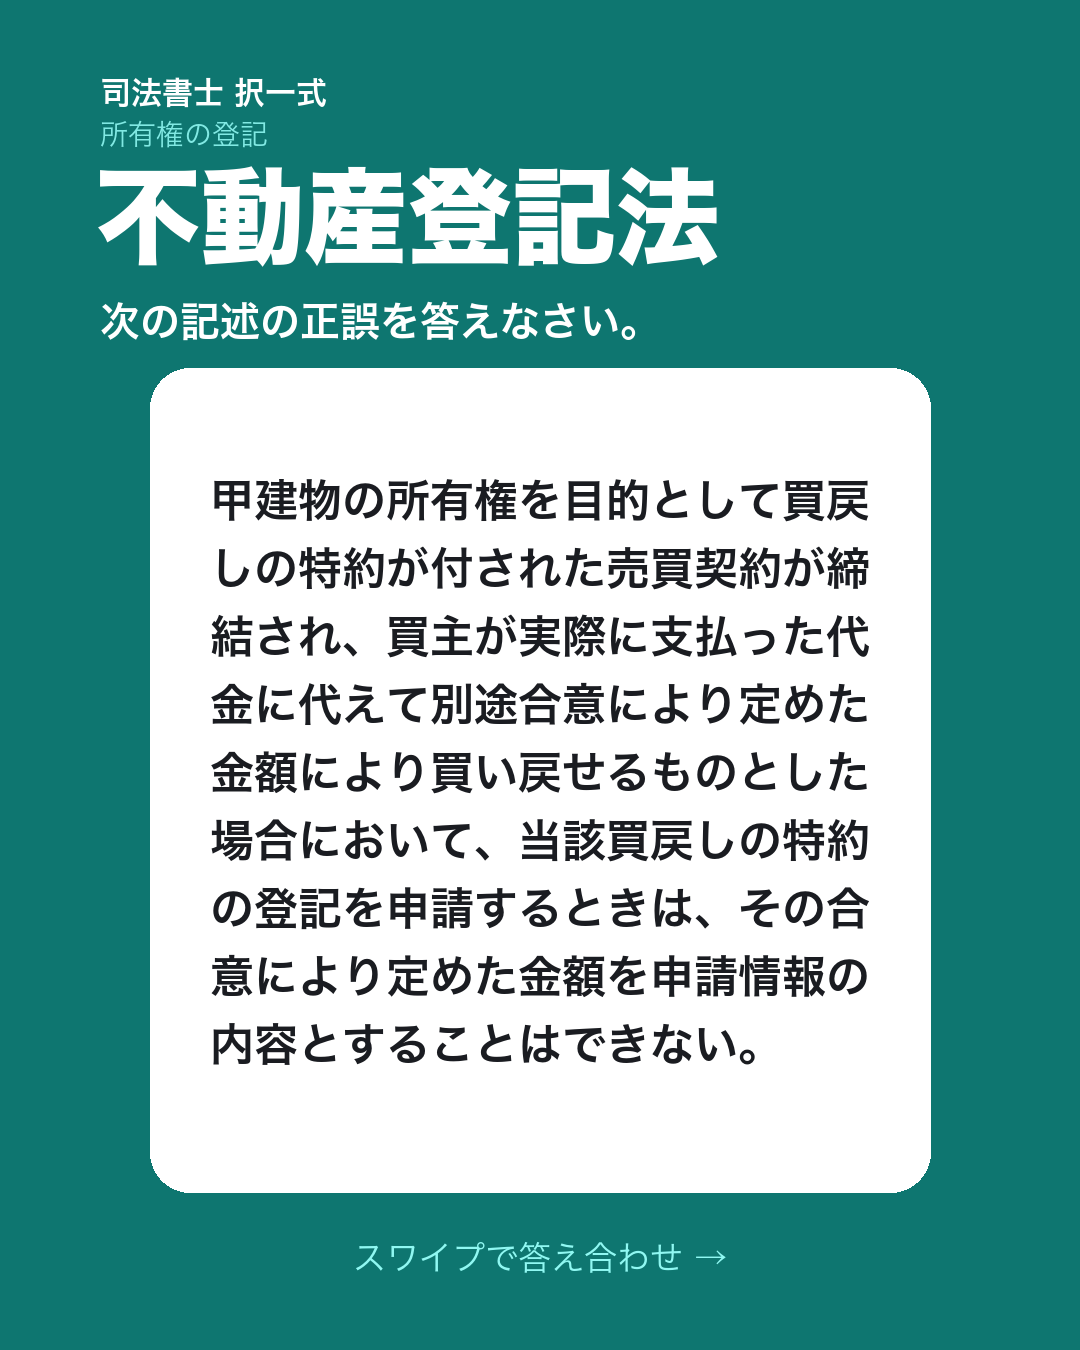 司法書士 択一式
所有権の登記
不動産登記法
次の記述の正誤を答えなさい。
甲建物の所有権を目的として買戻
しの特約が付された売買契約が締
結され、買主が実際に支払った代
金に代えて別途合意により定めた
金額により買い戻せるものとした
場合において、当該買戻しの特約
の登記を申請するときは、その合
意により定めた金額を申請情報の
内容とすることはできない。
スワイプで答え合わせ →